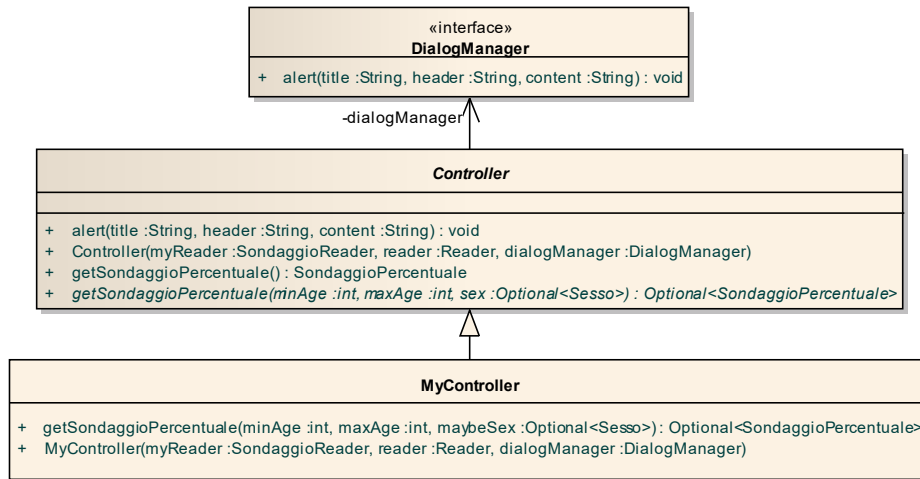 «interface»
DialogManager
+ alert(title :String, header :String, content :String) : void
-dialogManager
Controller
+ alert(title :String, header :String, content :String) : void
+ Controller(myReader :SondaggioReader, reader :Reader, dialogManager :DialogManager)
+ getSondaggioPercentuale() : SondaggioPercentuale
+ getSondaggioPercentuale(minAge :int, maxAge :int, sex :Optional<Sesso>) : Optional<SondaggioPercentuale>
MyController
+ getSondaggioPercentuale(minAge :int, maxAge :int, maybeSex :Optional<Sesso>) : Optional<SondaggioPercentuale>
+ MyController(myReader :SondaggioReader, reader :Reader, dialogManager :DialogManager)